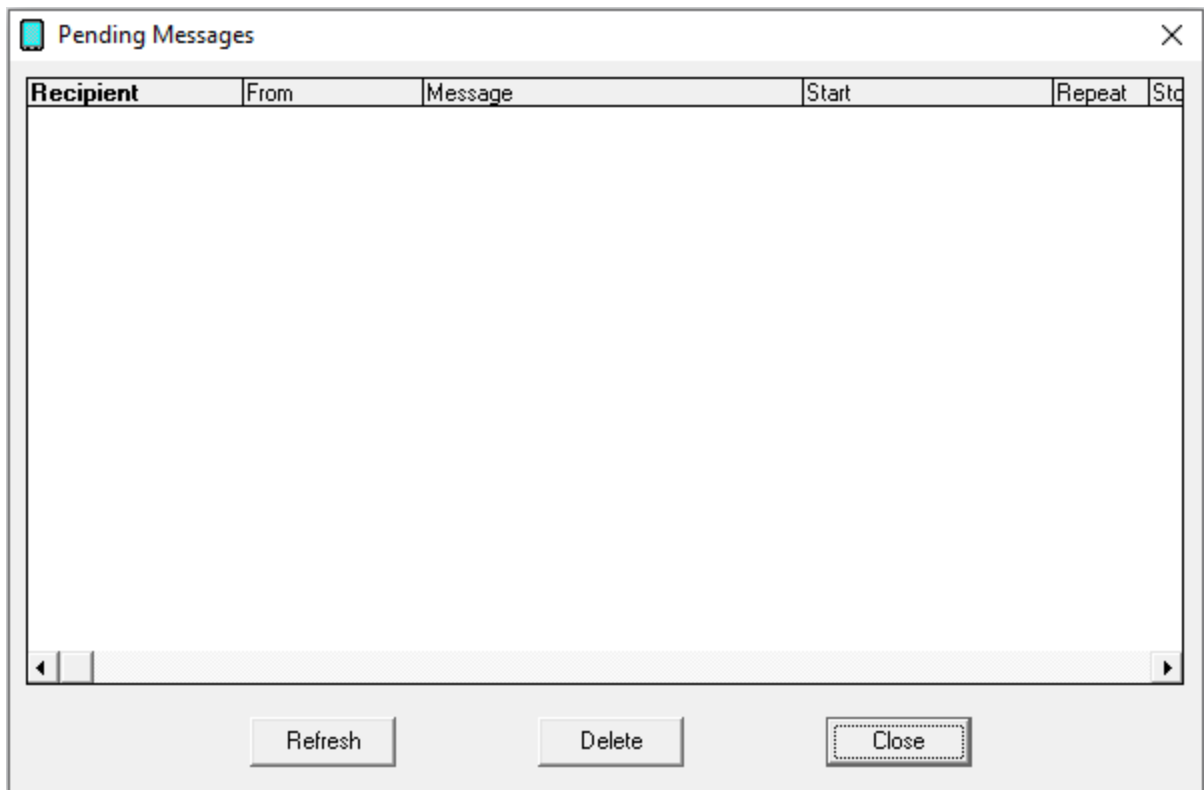 Pending Messages
Recipient From Message Start Repeat
Refresh Delete Close